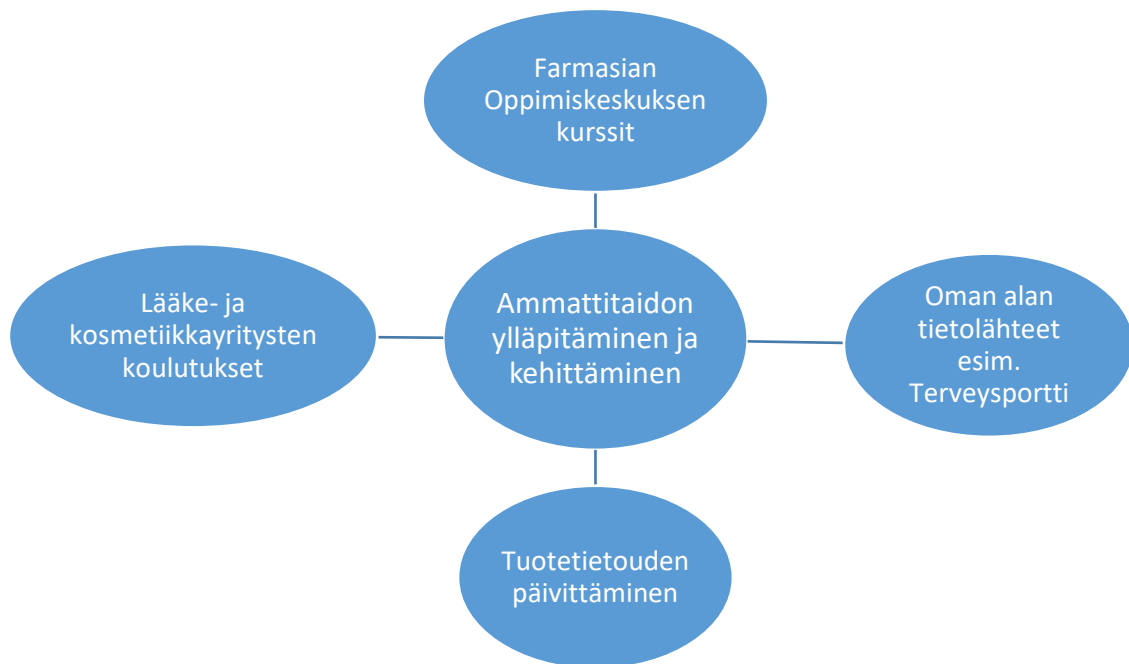 Farmasian
Oppimiskeskuksen
kurssit
Lääke- ja
kosmetiikkayritysten
koulutukset
Ammattitaidon
ylläpitäminen ja
kehittäminen
Oman alan
tietolähteet
esim.
Terveysportti
Tuotetietouden
päivittäminen